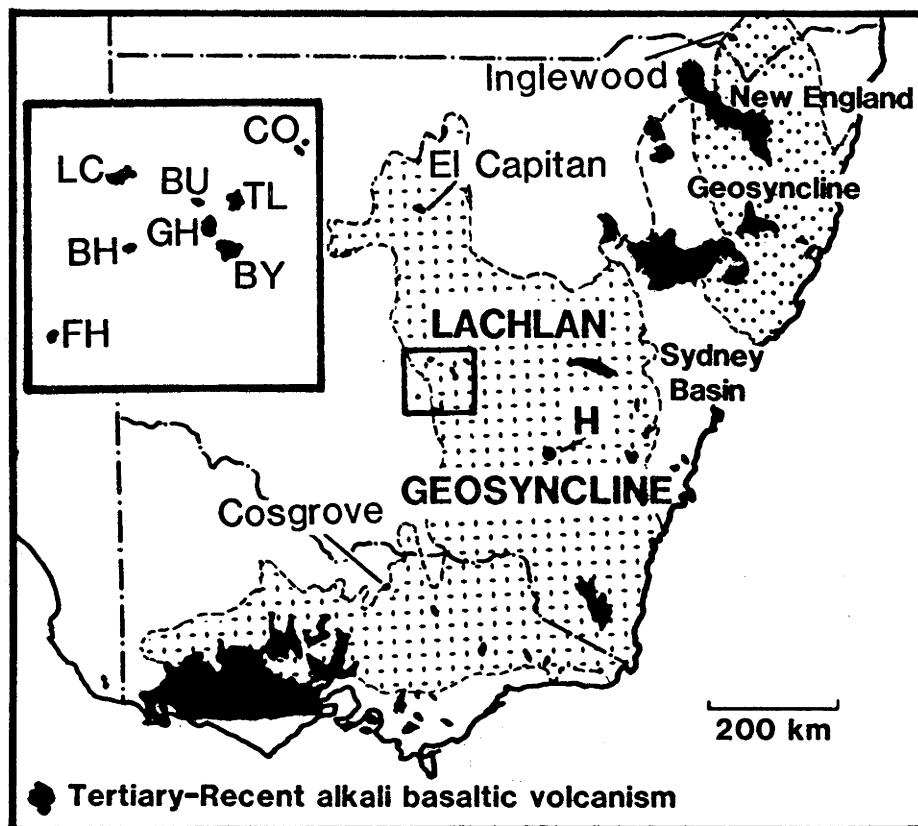 Inglewood
New England
CO
El Capitan
LC
BU
TL
Geosyncline
GH
BH
BY
FH
LACHLAN
Sydney
Basin
H
GEOSYNCLINE
Cosgrove
200 km
Tertiary-Recent alkali basaltic volcanism